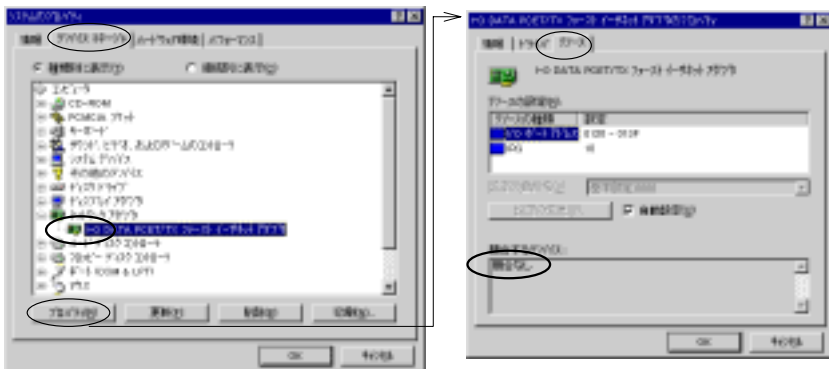 システムのプロパティ
情報
デバイス マネージャ
ハードウェア環境
パフォーマンス
種類別に表示(T)
接続別に表示(C)
コンピュータ
CD-ROM
PCMCIA ソケット
キーボード
サウンド、ビデオ、およびゲームのコントローラ
システム デバイス
その他のデバイス
ディスク ドライブ
ディスプレイ アダプタ
ネットワーク アダプタ
I-O DATA PCET/TX ファースト イーサネット アダプタ
ハード ディスク コントローラ
フロッピー ディスク コントローラ
ポート (COM & LPT)
マウス
プロパティ(R)
更新(F)
削除(E)
印刷(N)...
OK
キャンセル
I-O DATA PCET/TX ファースト イーサネット アダプタのプロパティ
情報
ドライバ
リソース
I-O DATA PCET/TX ファースト イーサネット アダプタ
リソースの設定(R):
リソースの種類
設定
I/O ポート アドレス
IRQ
10
基本設定
自動設定(U)
競合するデバイス:
競合なし
OK
キャンセル